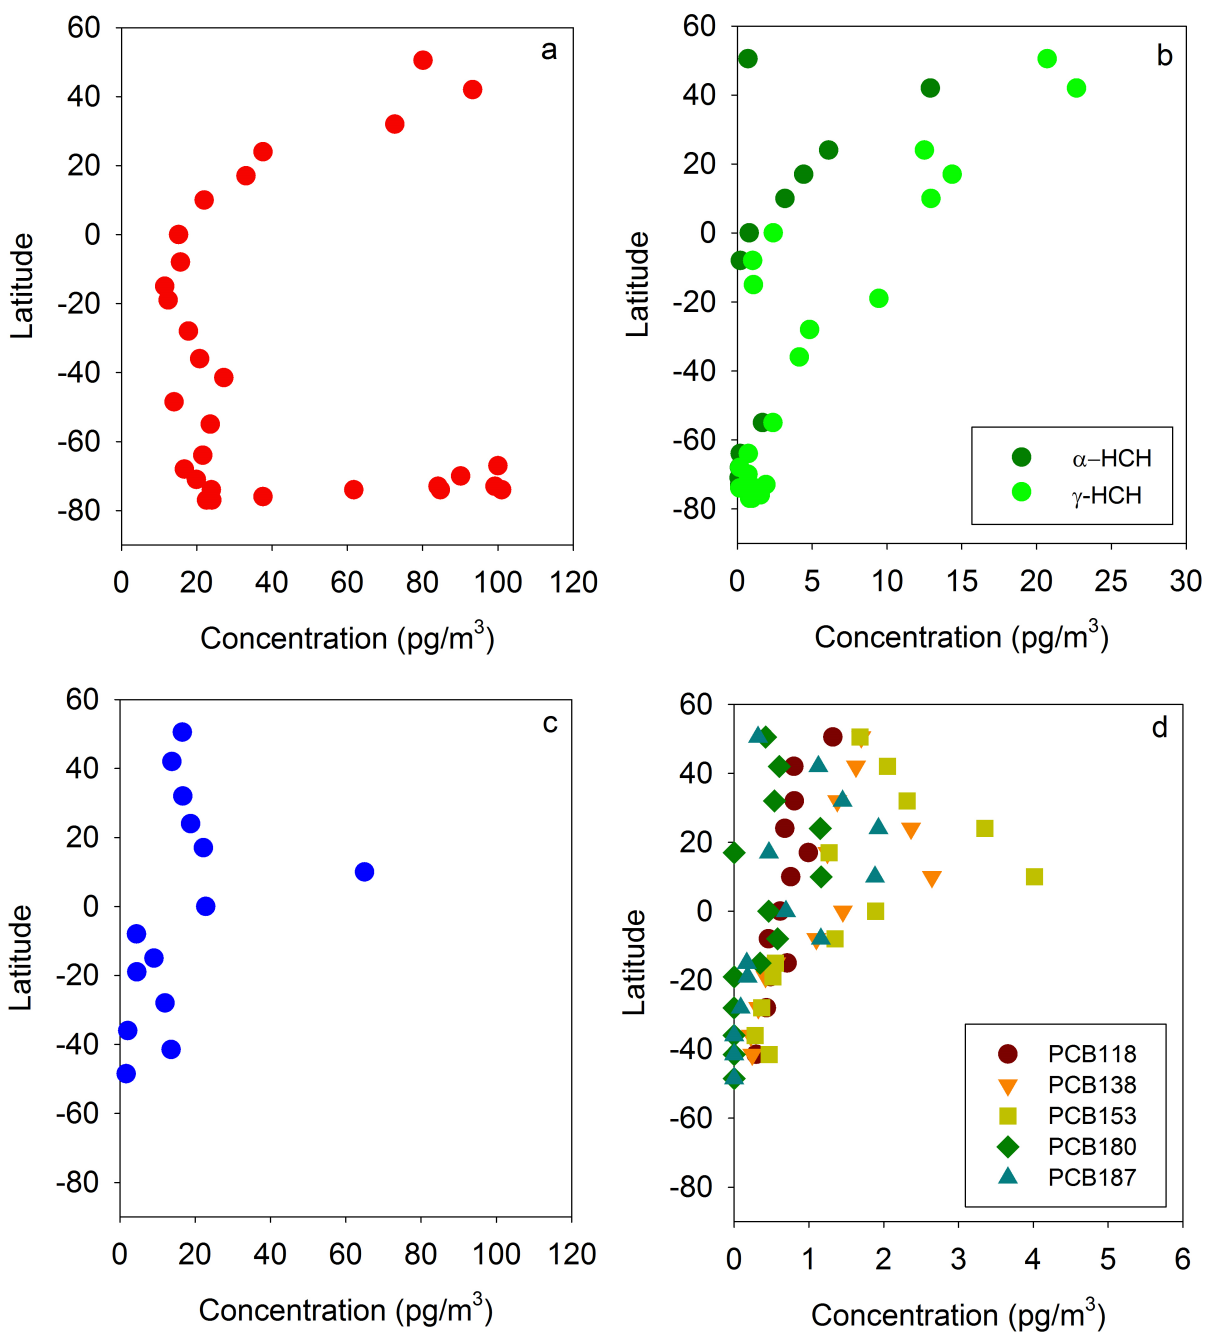 a
60
40
20
0
-20
-40
-60
-80
Latitude
0 20 40 60 80 100 120
Concentration (pg/m³)
b
60
40
20
0
-20
-40
-60
-80
Latitude
α−HCH
γ-HCH
0 5 10 15 20 25 30
Concentration (pg/m³)
c
60
40
20
0
-20
-40
-60
-80
Latitude
0 20 40 60 80 100 120
Concentration (pg/m³)
d
60
40
20
0
-20
-40
-60
-80
Latitude
PCB118
PCB138
PCB153
PCB180
PCB187
0 1 2 3 4 5 6
Concentration (pg/m³)